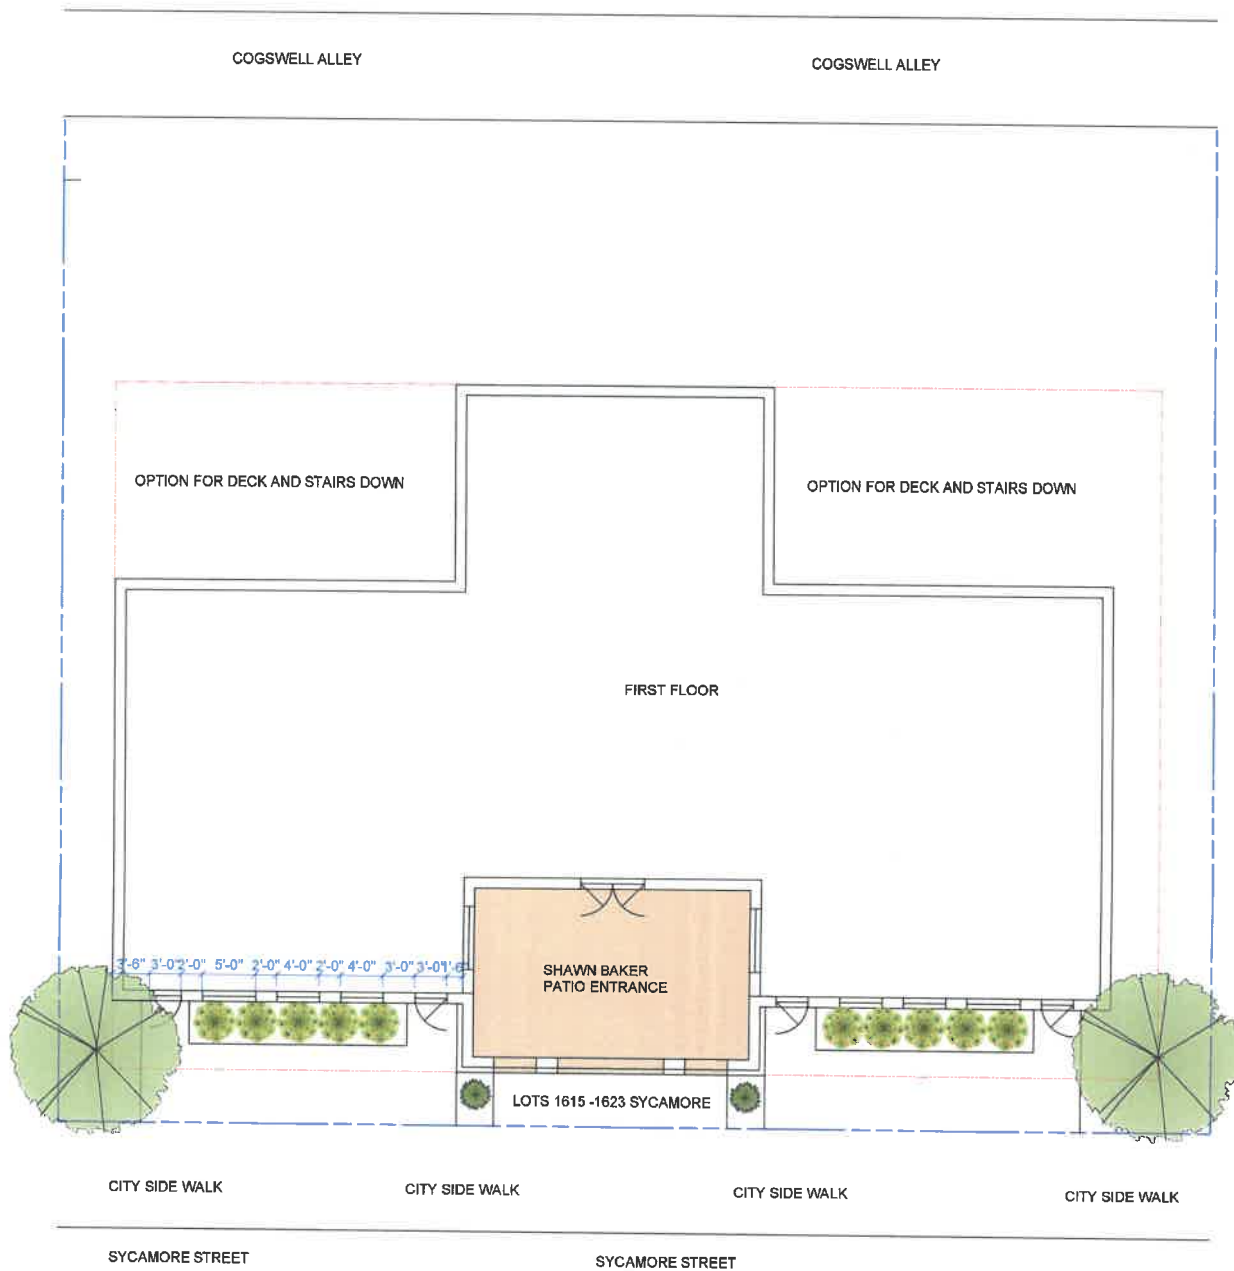 COGSWELL ALLEY
COGSWELL ALLEY
OPTION FOR DECK AND STAIRS DOWN
OPTION FOR DECK AND STAIRS DOWN
FIRST FLOOR
3'-6" 3'-0" 2'-0" 5'-0" 2'-0" 4'-0" 2'-0" 4'-0" 3'-0" 3'-0" 1'-6"
SHAWN BAKER
PATIO ENTRANCE
LOTS 1615 -1623 SYCAMORE
CITY SIDE WALK
CITY SIDE WALK
CITY SIDE WALK
CITY SIDE WALK
SYCAMORE STREET
SYCAMORE STREET